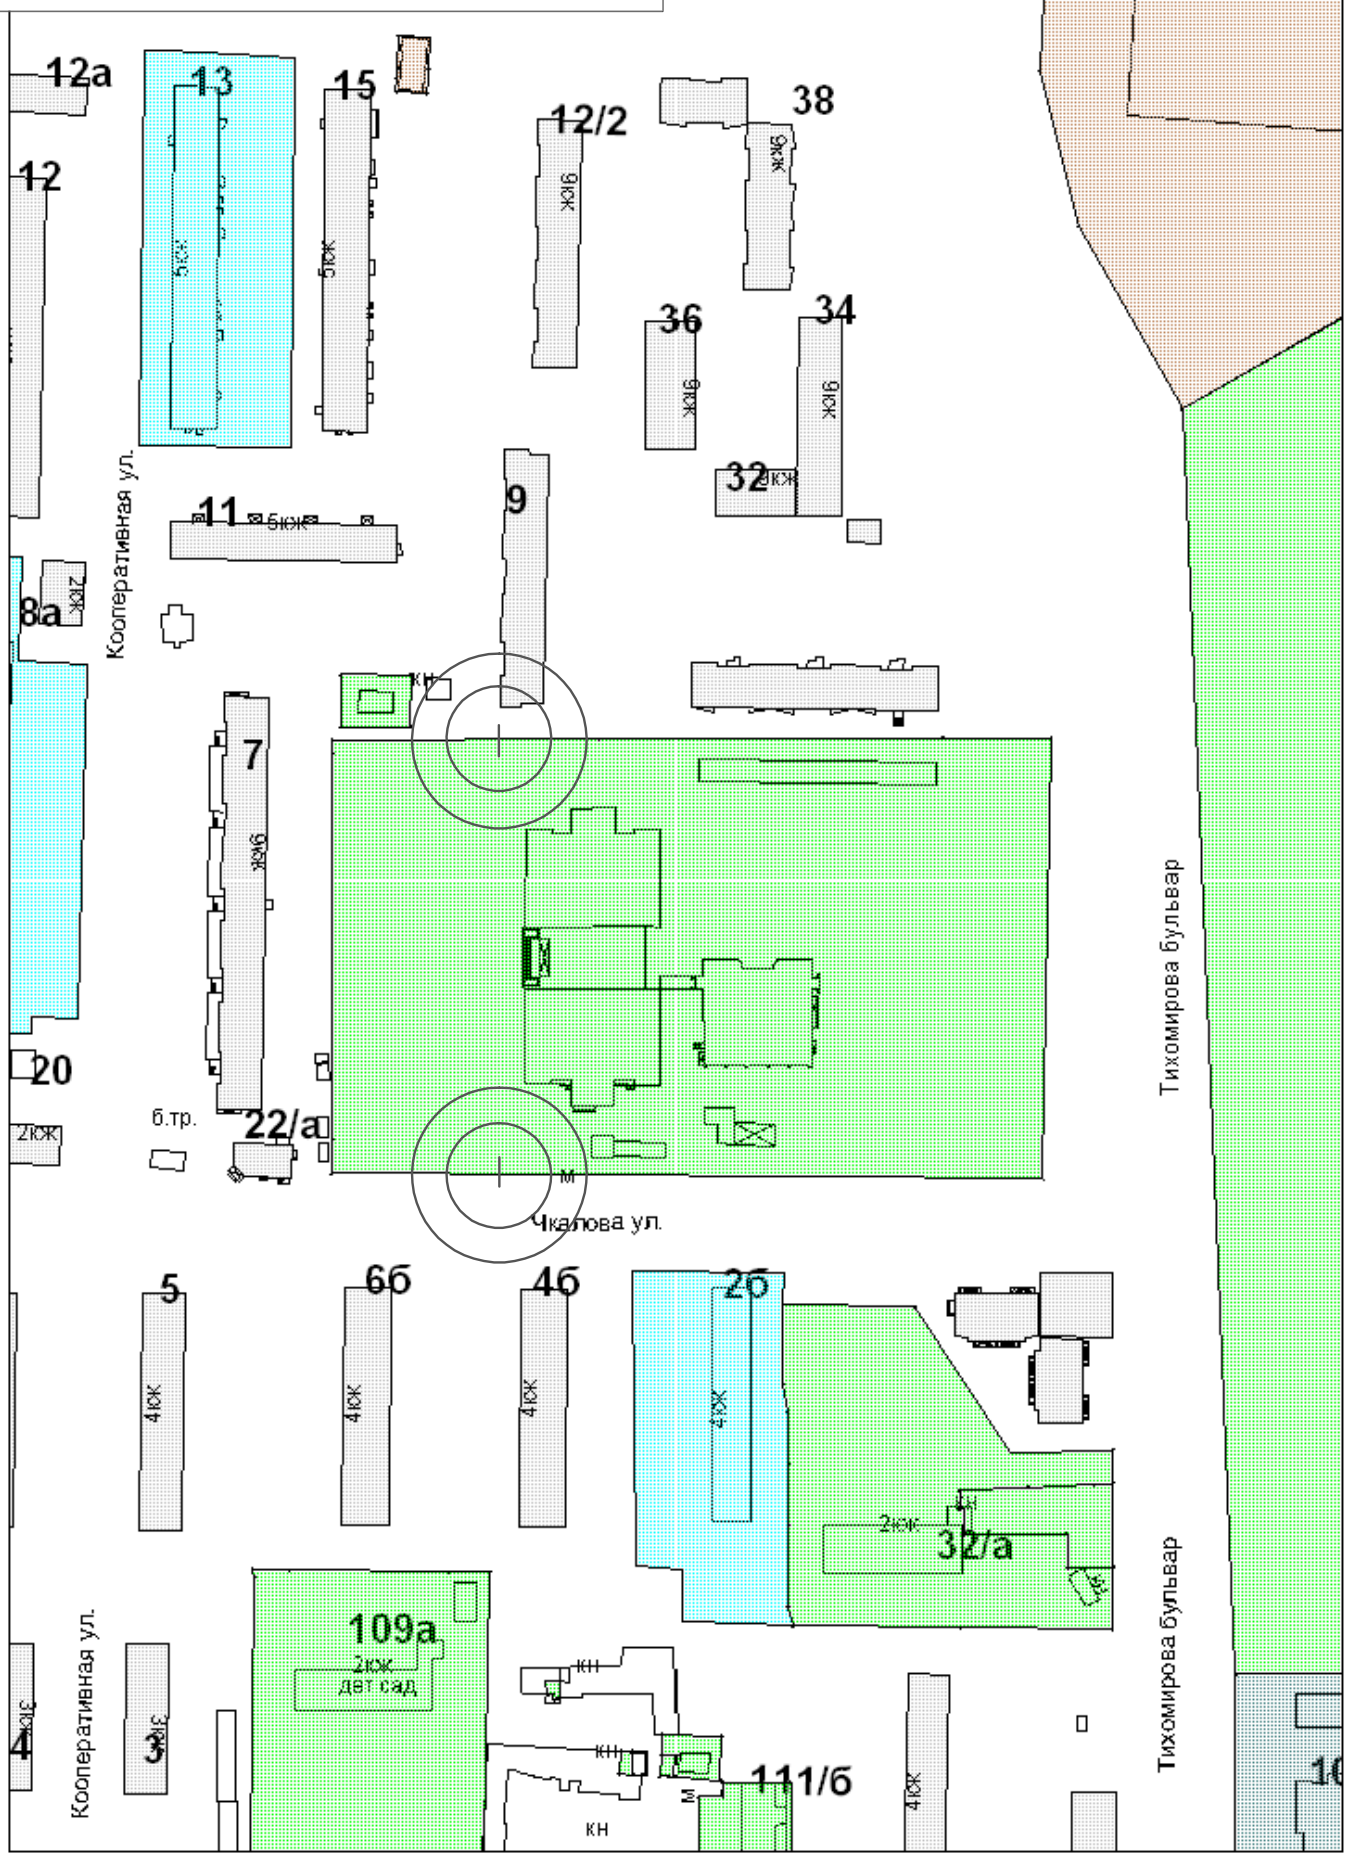 12а
13
15
12/2
38
9кж
12
9кж
5кж
5кж
36
34
9кж
9кж
32
9кж
9
11
5кж
Кооперативная ул.
2кж
8а
кн
7
9кж
Тихомирова бульвар
20
2кж
б.тр.
22/а
М
Чкалова ул.
5
6б
4б
2б
4кж
4кж
4кж
4кж
2кж
32/а
кн
109а
2кж
дет сад
Кооперативная ул.
Тихомирова бульвар
3кж
4
3кж
3
кн
кн
М
111/б
кн
4кж
10